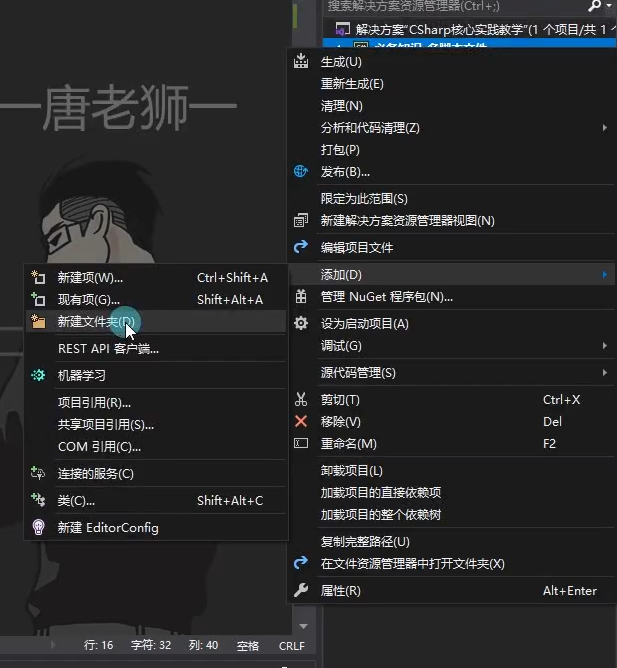 搜索解决方案资源管理器(Ctrl+;)
解决方案"CSharp核心实践教学"(1 个项目/共 1
必备知识-多脚本文件
唐老狮
生成(U)
重新生成(E)
清理(N)
分析和代码清理(Z)
打包(P)
发布(B)...
限定为此范围(S)
新建解决方案资源管理器视图(N)
编辑项目文件
添加(D)
管理 NuGet 程序包(N)...
设为启动项目(A)
调试(G)
源代码管理(S)
剪切(T) Ctrl+X
移除(V) Del
重命名(M) F2
卸载项目(L)
加载项目的直接依赖项
加载项目的整个依赖树
复制完整路径(U)
在文件资源管理器中打开文件夹(X)
属性(R) Alt+Enter
新建项(W)... Ctrl+Shift+A
现有项(G)... Shift+Alt+A
新建文件夹(D)
REST API 客户端...
机器学习
项目引用(R)...
共享项目引用(S)...
COM 引用(C)...
连接的服务(C)
类(C)... Shift+Alt+C
新建 EditorConfig
行: 16 字符: 32 列: 40 空格 CRLF